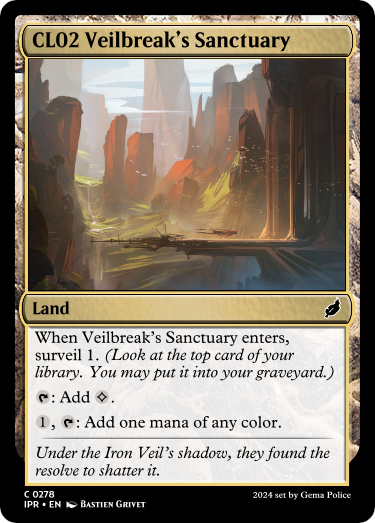 CL02 Veilbreak's Sanctuary
Land
When Veilbreak's Sanctuary enters,
surveil 1. (Look at the top card of your
library. You may put it into your graveyard.)
: Add .
1, : Add one mana of any color.
Under the Iron Veil's shadow, they found the
resolve to shatter it.
C 0278
IPR • EN Bastien Grivet
2024 set by Gema Police